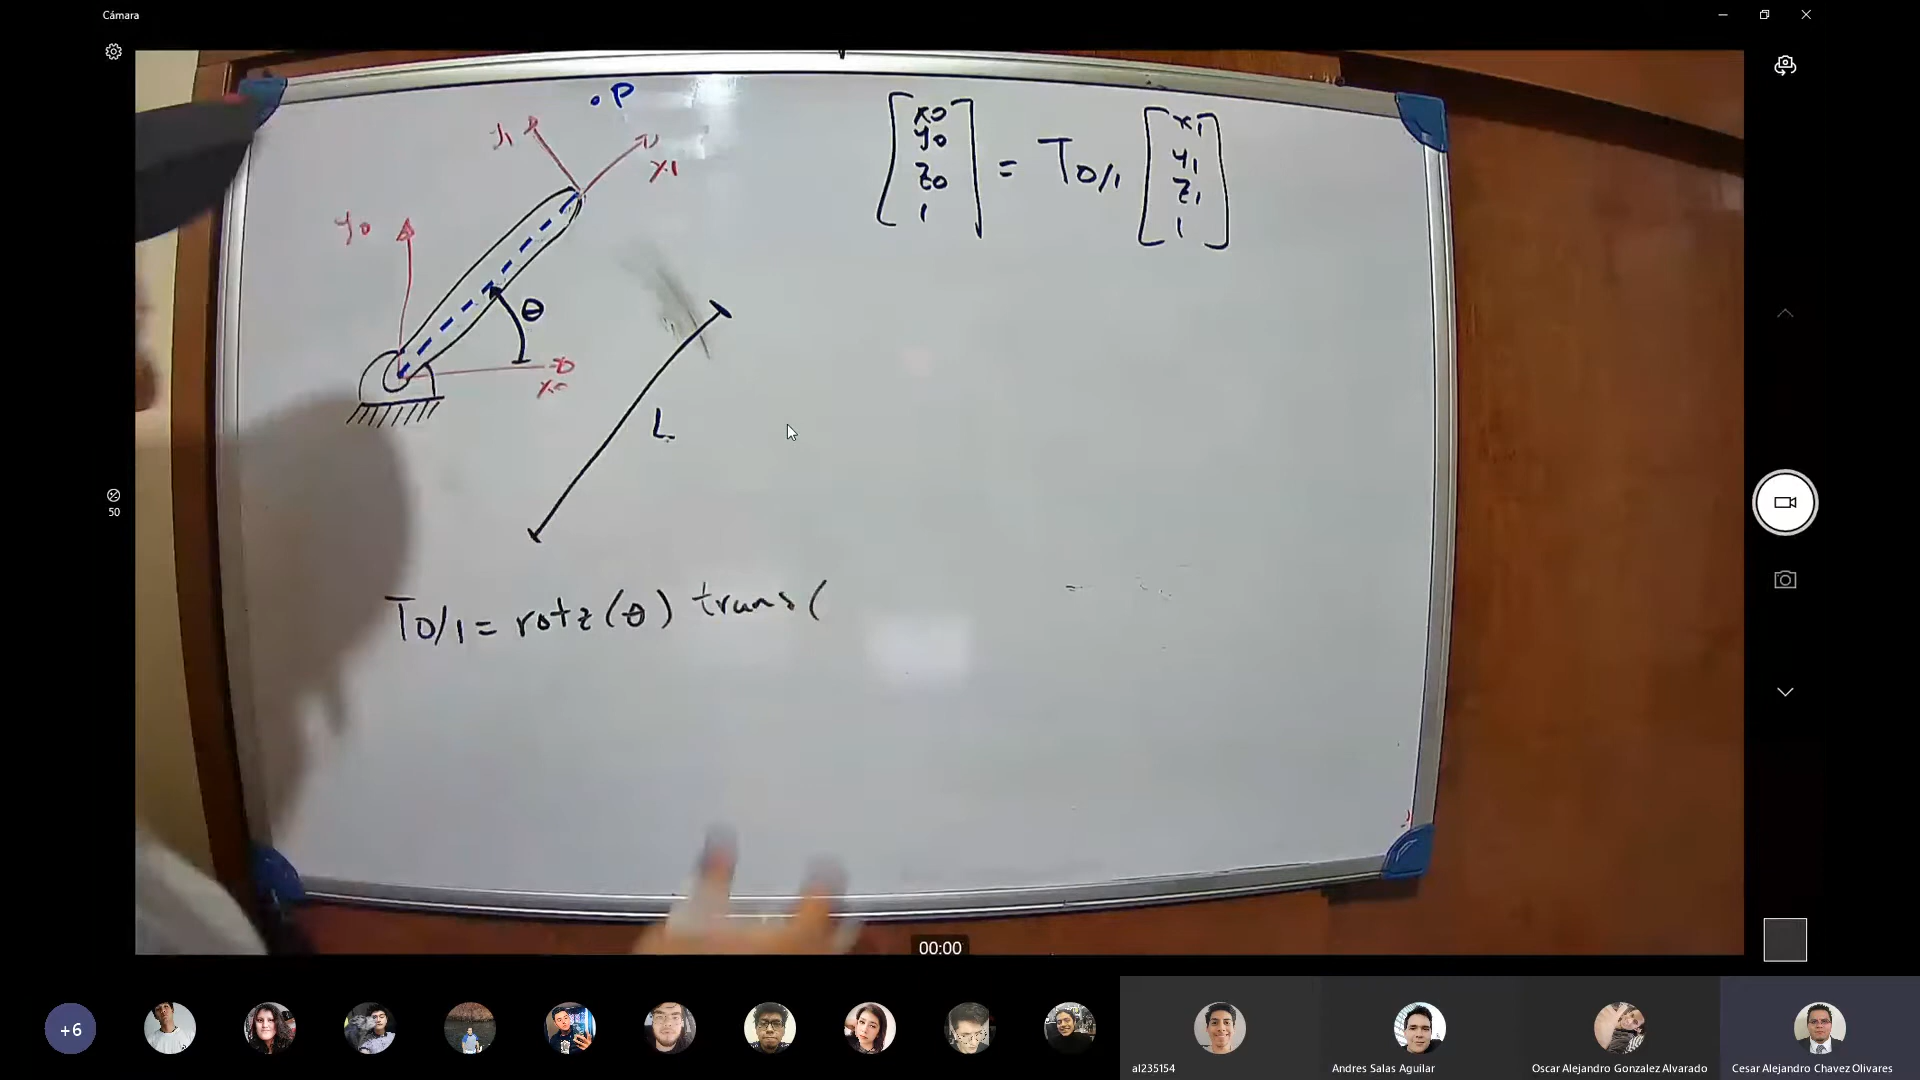 Cámara
. P
y1
x1
y0
θ
x0
L
[x0 y0 z0 1] = T0/1 [x1 y1 z1 1]
T0/1 = rotz(θ) trans(
50
00:00
+6
al235154
Andres Salas Aguilar
Oscar Alejandro Gonzalez Alvarado
Cesar Alejandro Chavez Olivares